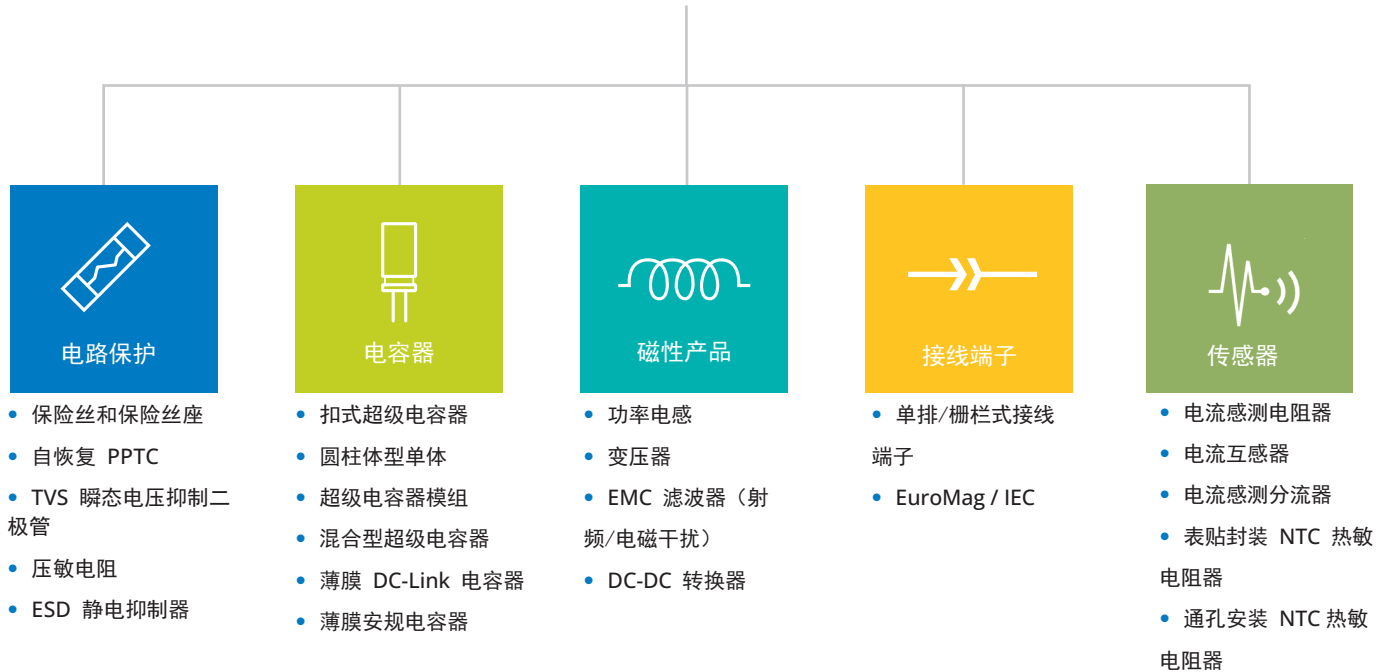 电路保护
• 保险丝和保险丝座
• 自恢复 PPTC
• TVS 瞬态电压抑制二
极管
• 压敏电阻
• ESD 静电抑制器
电容器
• 扣式超级电容器
• 圆柱体型单体
• 超级电容器模组
• 混合型超级电容器
• 薄膜 DC-Link 电容器
• 薄膜安规电容器
磁性产品
• 功率电感
• 变压器
• EMC 滤波器（射
频/电磁干扰）
• DC-DC 转换器
接线端子
• 单排/栅栏式接线
端子
• EuroMag / IEC
传感器
• 电流感测电阻器
• 电流互感器
• 电流感测分流器
• 表贴封装 NTC 热敏
电阻器
• 通孔安装 NTC 热敏
电阻器